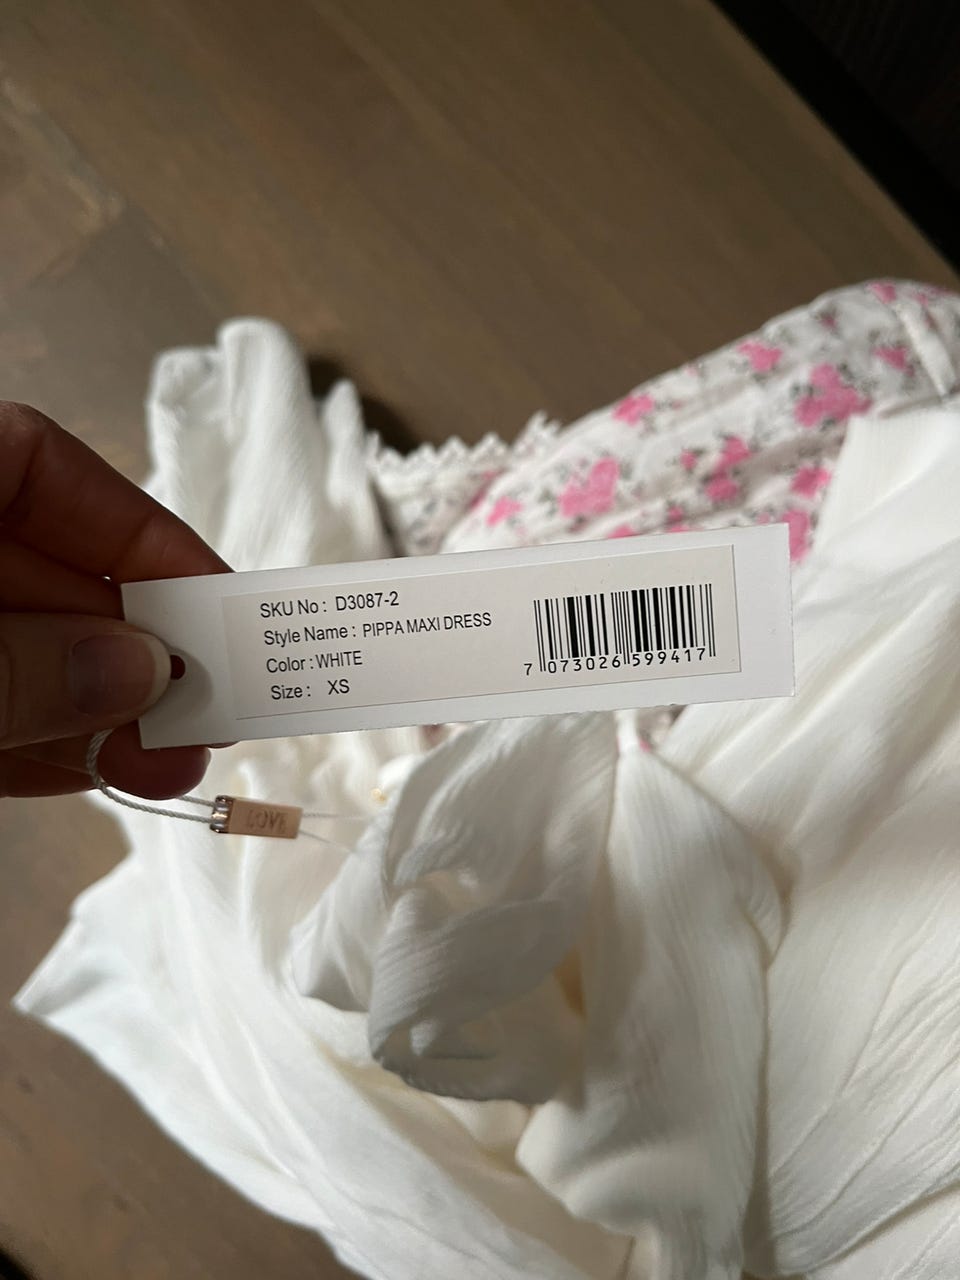 SKU No : D3087-2
Style Name : PIPPA MAXI DRESS
Color : WHITE
Size : XS
7 073026 599417
LOVE